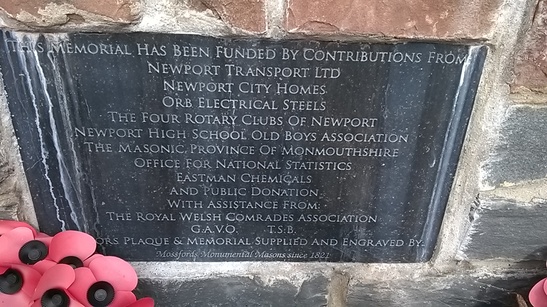 This Memorial Has Been Funded By Contributions From
Newport Transport Ltd
Newport City Homes
Orb Electrical Steels
The Four Rotary Clubs Of Newport
Newport High School Old Boys Association
The Masonic Province Of Monmouthshire
Office For National Statistics
Eastman Chemicals
And Public Donation
With Assistance From:
The Royal Welsh Comrades Association
G.A.V.O. T.S.B.
Plaque & Memorial Supplied And Engraved By.
Mossfords Monumental Masons since 1821